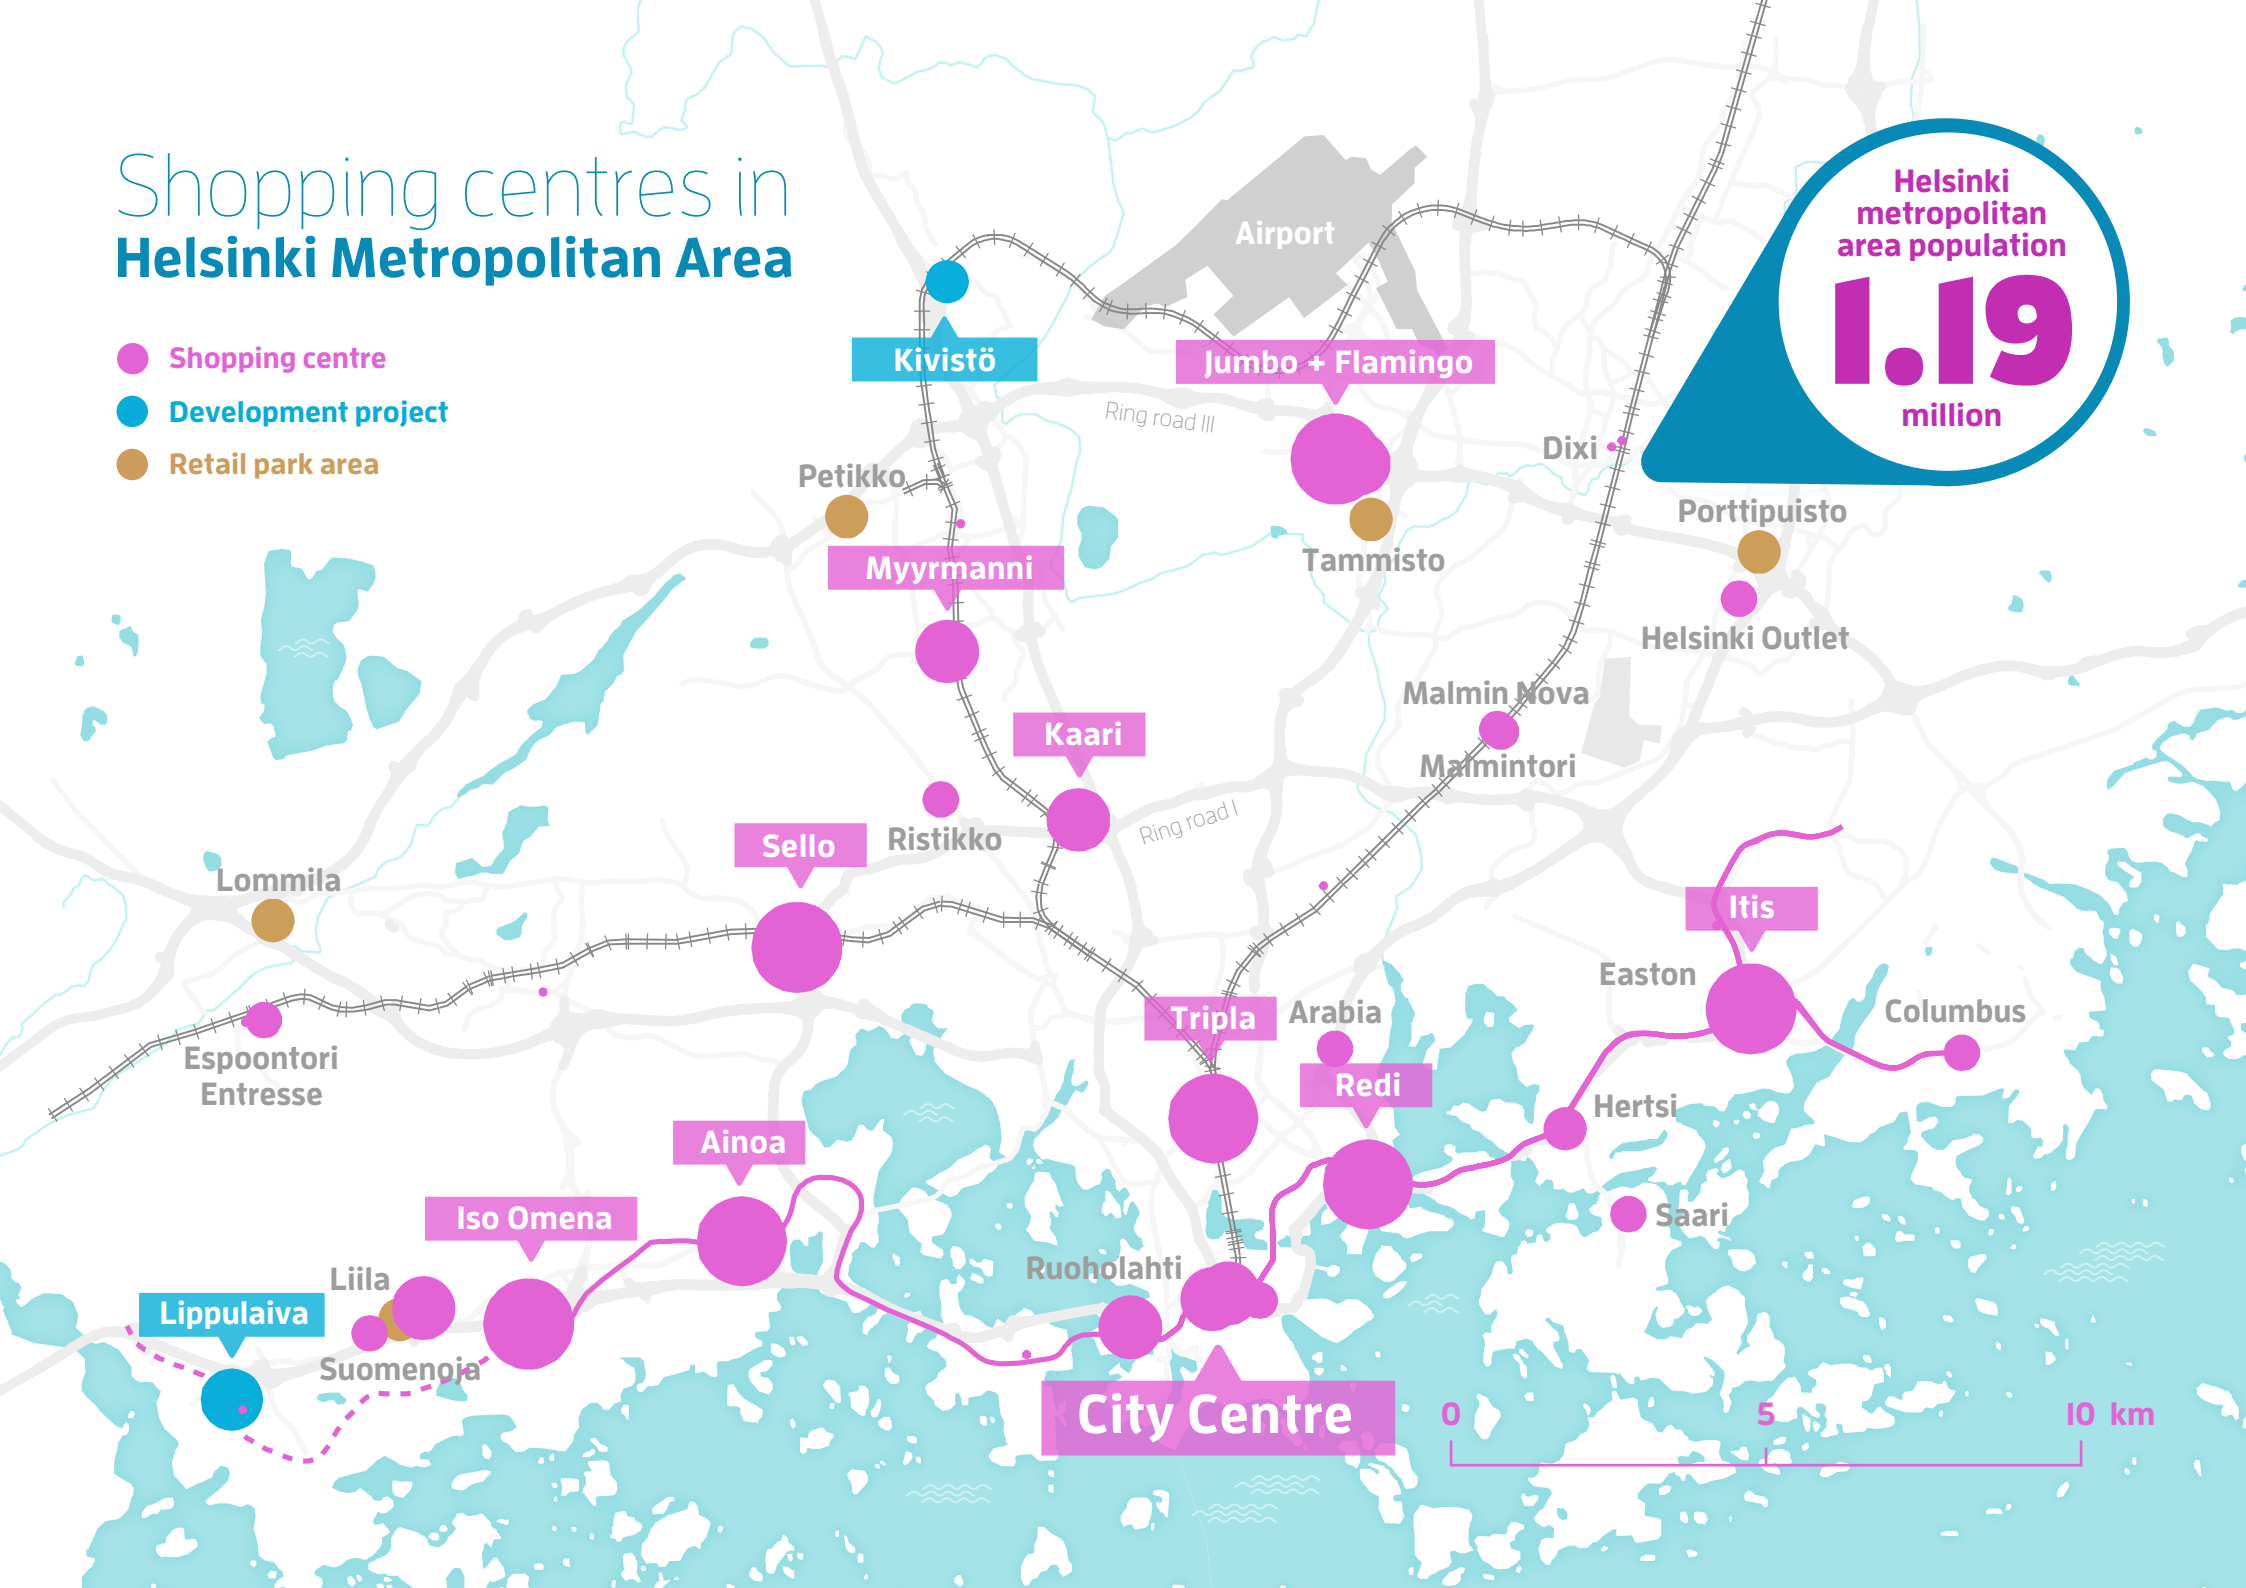 Shopping centres in
Helsinki Metropolitan Area
Shopping centre
Development project
Retail park area
Helsinki
metropolitan
area population
1.19
million
Airport
Kivistö
Jumbo + Flamingo
Ring road III
Dixi
Petikko
Porttipuisto
Tammisto
Myyrmanni
Helsinki Outlet
Malmin Nova
Kaari
Malmintori
Ring road I
Ristikko
Sello
Lommila
Itis
Easton
Columbus
Arabia
Tripla
Espoontori
Entresse
Redi
Hertsi
Ainoa
Saari
Iso Omena
Ruoholahti
Liila
Lippulaiva
Suomenoja
City Centre
0 5 10 km